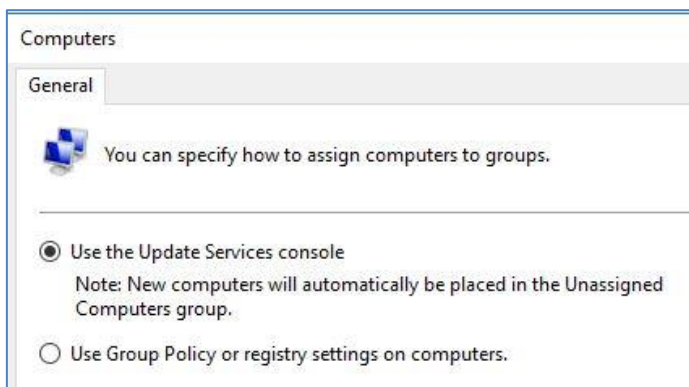 Computers
General
You can specify how to assign computers to groups.
Use the Update Services console
Note: New computers will automatically be placed in the Unassigned
Computers group.
Use Group Policy or registry settings on computers.